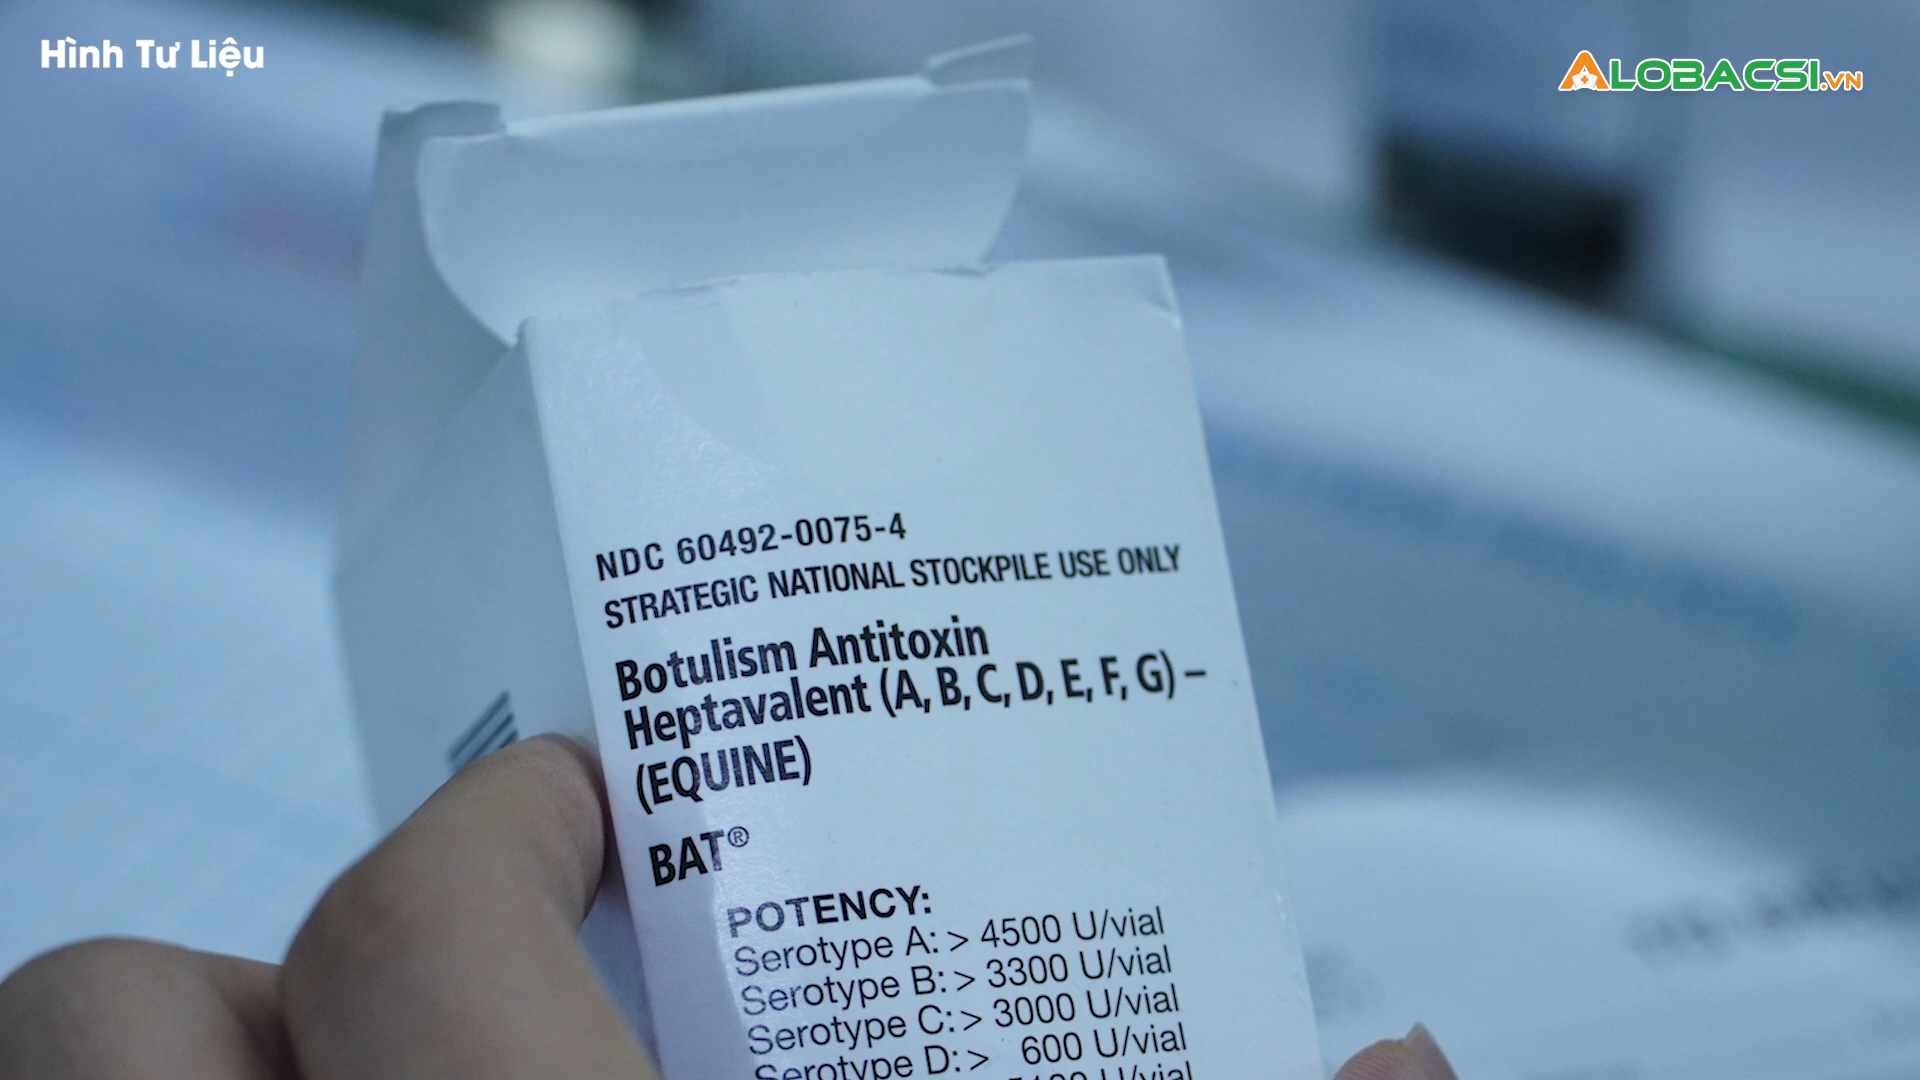 Hình Tư Liệu
ALOBACSI.VN
NDC 60492-0075-4
STRATEGIC NATIONAL STOCKPILE USE ONLY
Botulism Antitoxin
Heptavalent (A, B, C, D, E, F, G) –
(EQUINE)
BAT®
POTENCY:
Serotype A: > 4500 U/vial
Serotype B: > 3300 U/vial
Serotype C: > 3000 U/vial
Serotype D: > 600 U/vial
U/vial